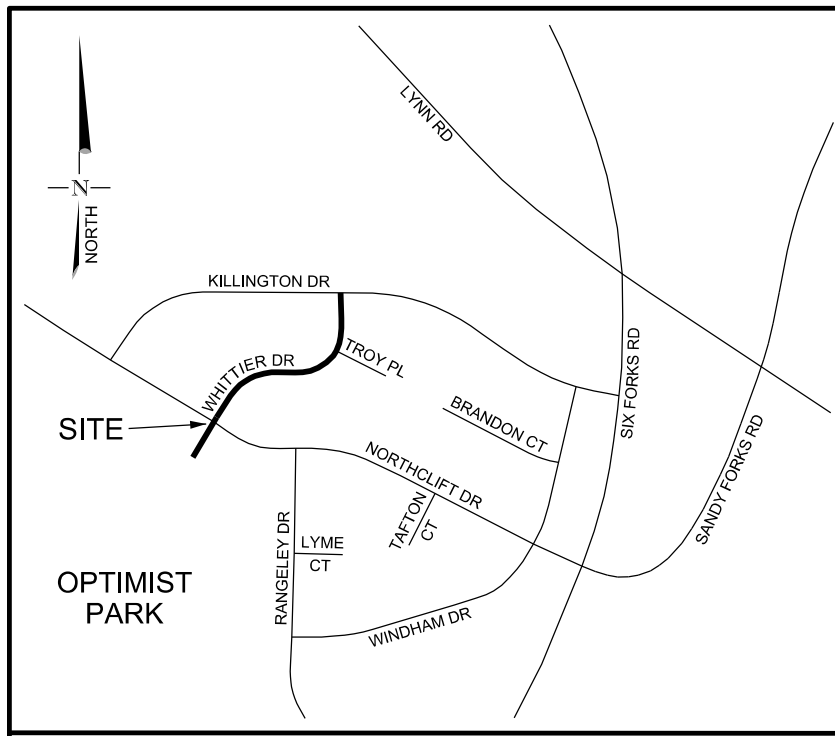 LYNN RD
N
NORTH
KILLINGTON DR
TROY PL
WHITTIER DR
SITE
BRANDON CT
SIX FORKS RD
SANDY FORKS RD
NORTHCLIFT DR
TAFTON
CT
RANGELEY DR
LYME
CT
OPTIMIST
PARK
WINDHAM DR